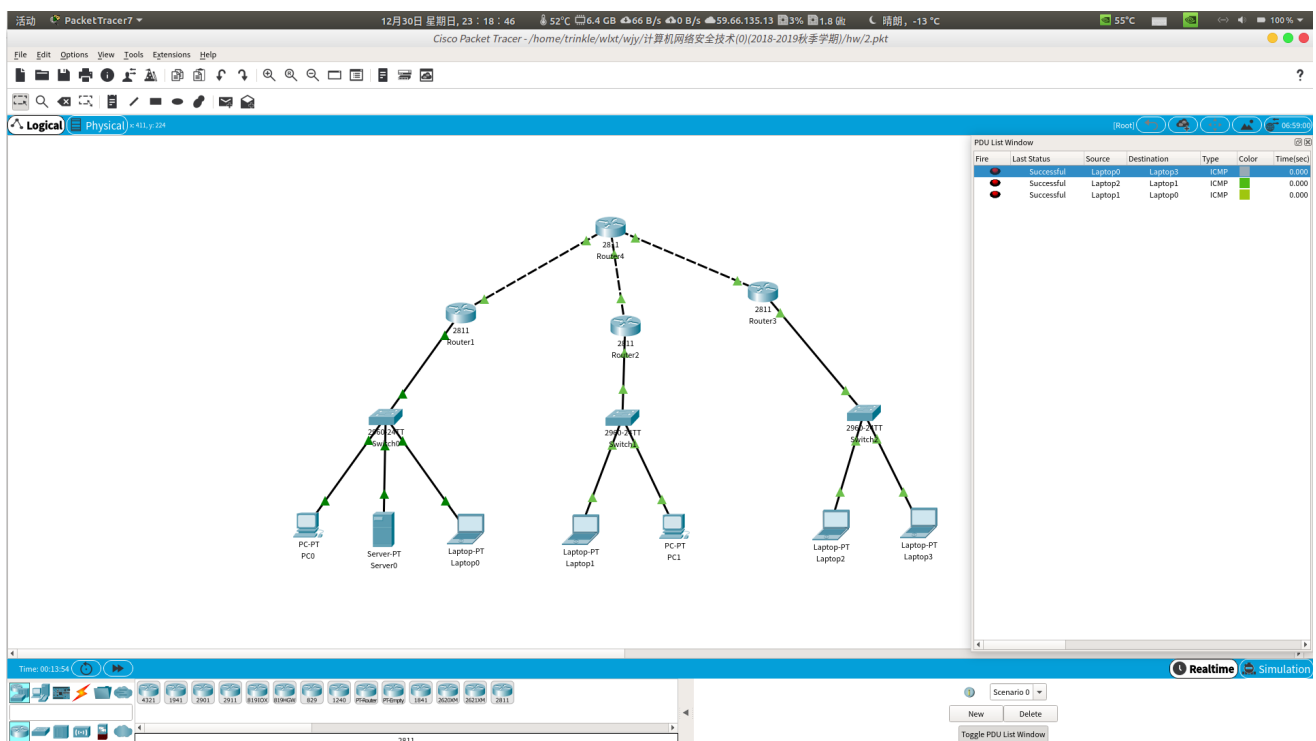 活动 PacketTracer7 12月30日 星期日, 23:18:46 52°C 6.4 GB 66 B/s 0 B/s 59.66.135.13 3% 1.8 晴朗, -13 °C 55°C 100%
Cisco Packet Tracer - /home/trinkle/wlxt/wjy/计算机网络安全技术(0)(2018-2019秋季学期)/hw/2.pkt
File Edit Options View Tools Extensions Help
?
Logical Physical x: 411, y: 224 [Root] 06:59:00
PDU List Window
Fire Last Status Source Destination Type Color Time(sec)
Successful Laptop0 Laptop3 ICMP 0.000
Successful Laptop2 Laptop1 ICMP 0.000
Successful Laptop1 Laptop0 ICMP 0.000
2811
Router4
2811
Router1
2811
Router2
2811
Router3
2960-24TT
Switch0
2960-24TT
Switch1
2960-24TT
Switch2
PC-PT
PC0
Server-PT
Server0
Laptop-PT
Laptop0
Laptop-PT
Laptop1
PC-PT
PC1
Laptop-PT
Laptop2
Laptop-PT
Laptop3
Time: 00:13:54 Realtime Simulation
4321 1941 2901 2911 819IOX 819HGW 829 1240 PT-Router PT-Empty 1841 2620XM 2621XM 2811
Scenario 0
New Delete
Toggle PDU List Window
2811